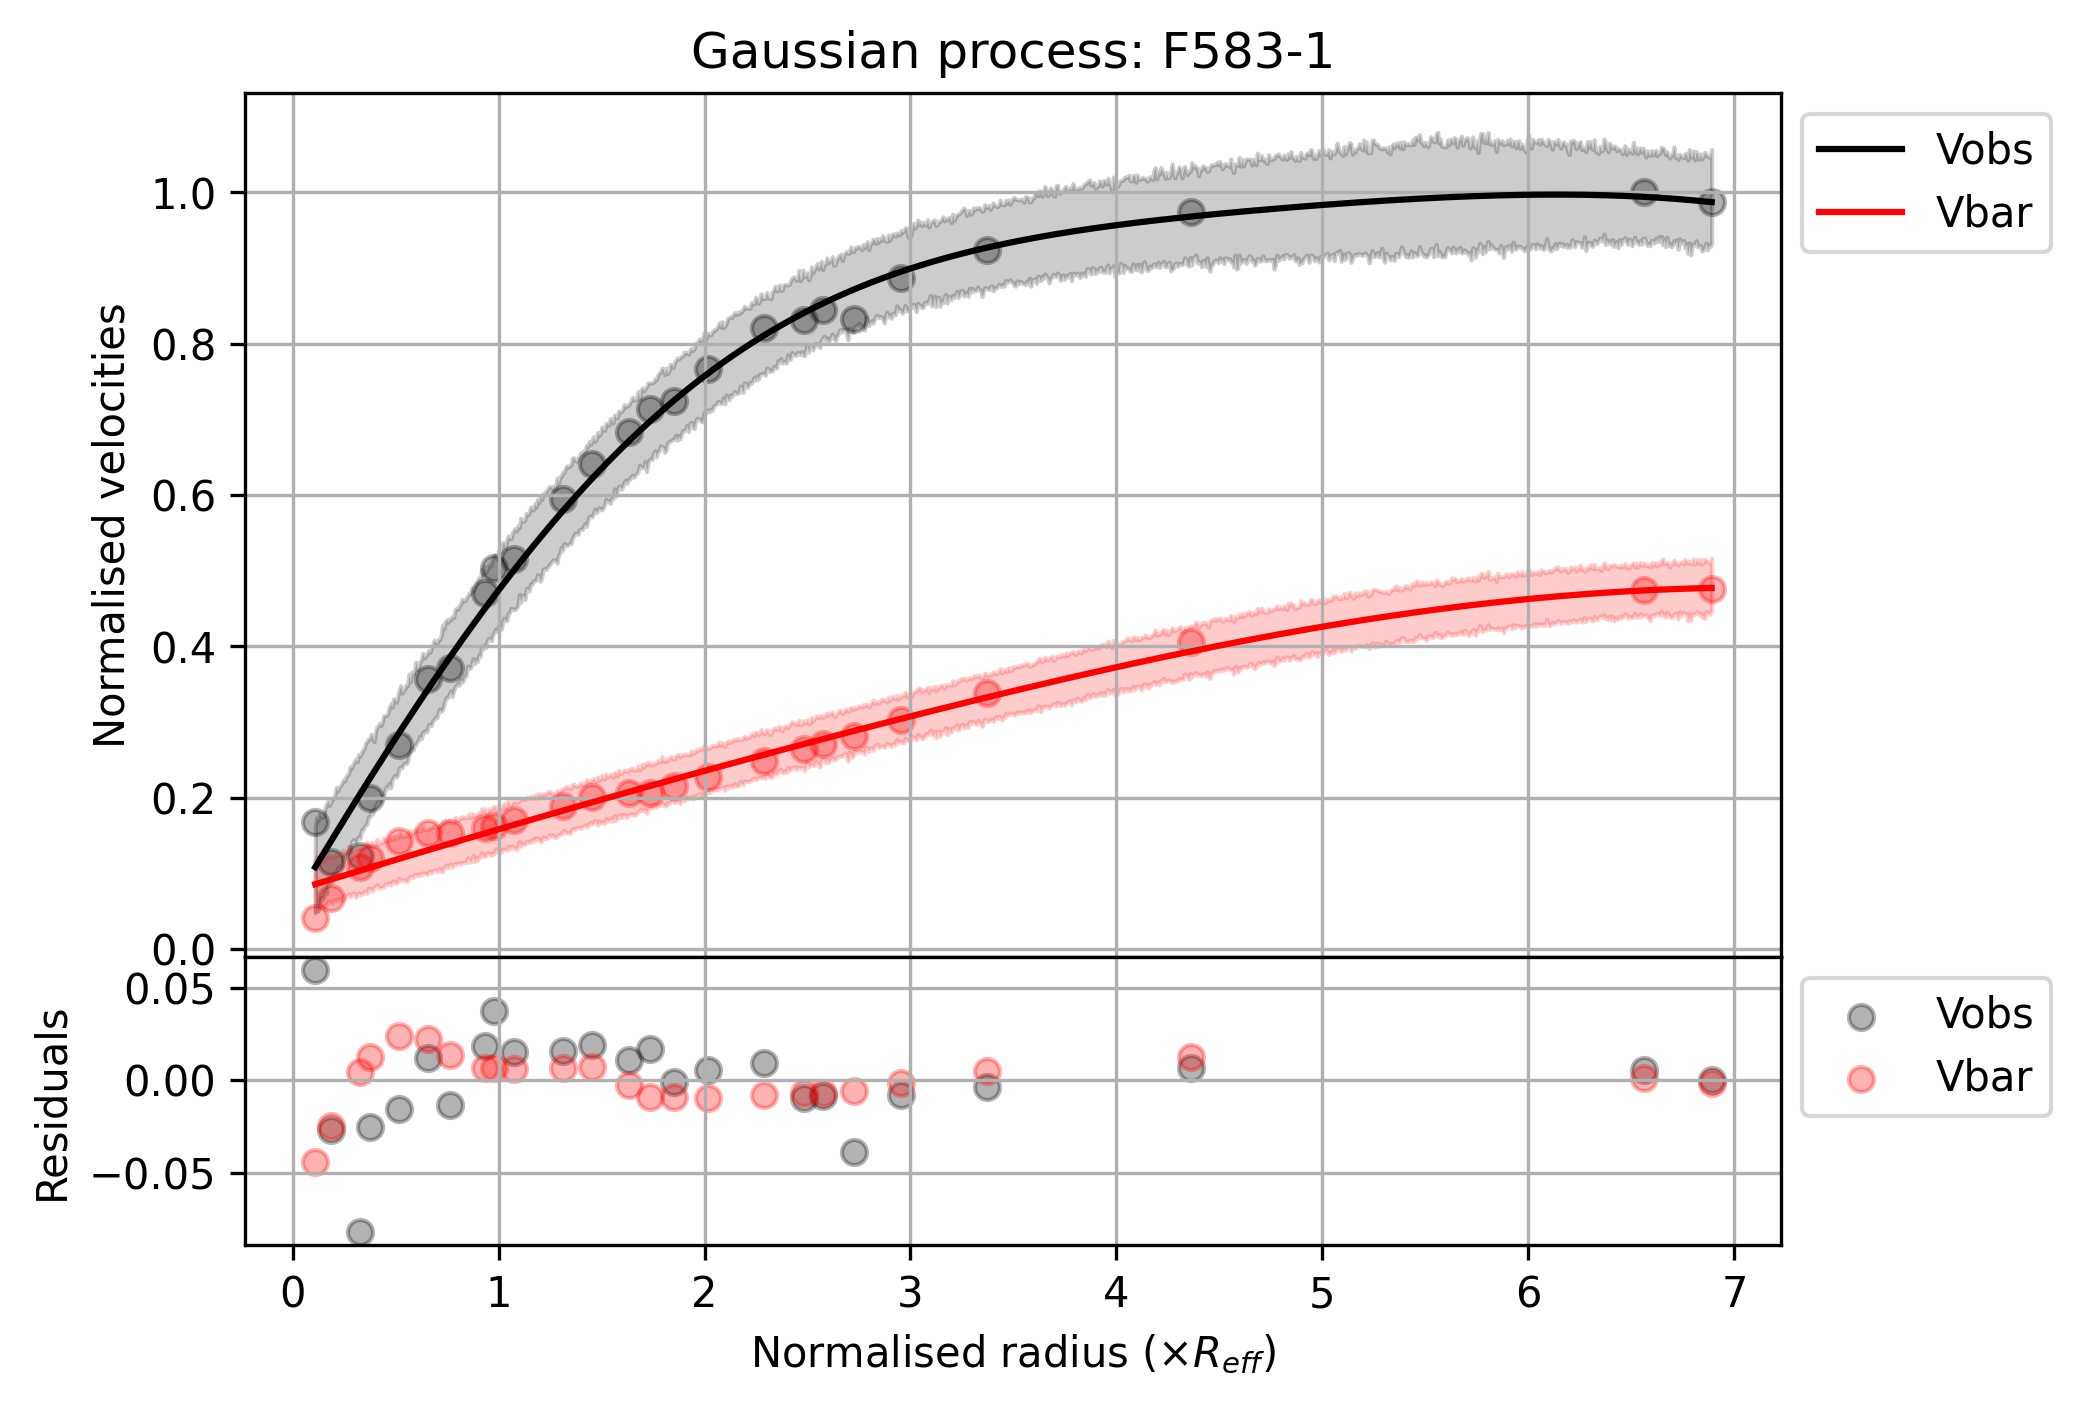 Gaussian process: F583-1
Normalised velocities
1.0
0.8
0.6
0.4
0.2
0.0
Vobs
Vbar
Residuals
0.05
0.00
−0.05
Vobs
Vbar
0 1 2 3 4 5 6 7
Normalised radius (×R_eff)